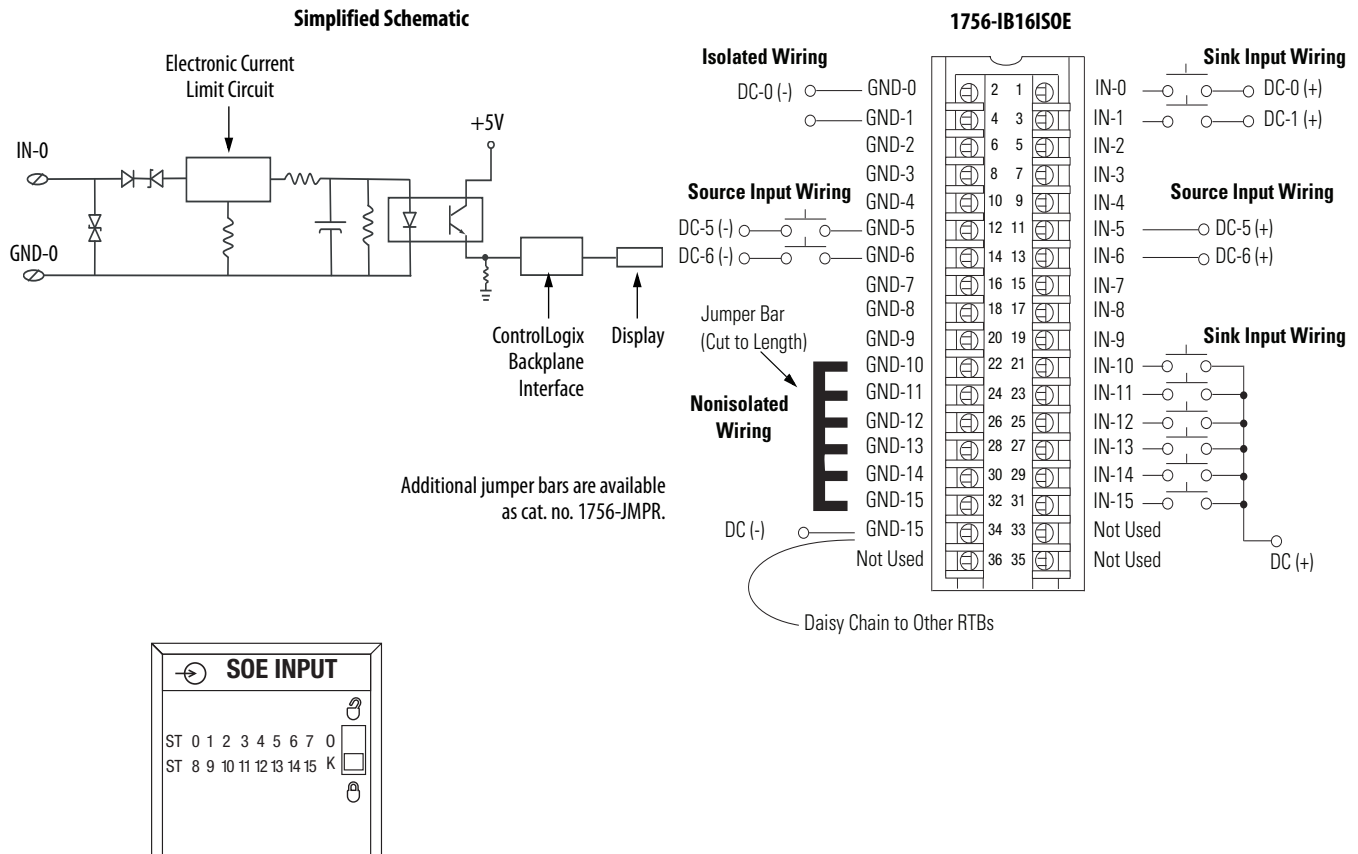 Simplified Schematic
Electronic Current
Limit Circuit
+5V
IN-0
GND-0
ControlLogix
Backplane
Interface
Display
Additional jumper bars are available
as cat. no. 1756-JMPR.
1756-IB16ISOE
Isolated Wiring
Sink Input Wiring
DC-0 (-) GND-0 2 1 IN-0 DC-0 (+)
GND-1 4 3 IN-1 DC-1 (+)
GND-2 6 5 IN-2
GND-3 8 7 IN-3
Source Input Wiring
Source Input Wiring
GND-4 10 9 IN-4
DC-5 (-) GND-5 12 11 IN-5 DC-5 (+)
DC-6 (-) GND-6 14 13 IN-6 DC-6 (+)
GND-7 16 15 IN-7
GND-8 18 17 IN-8
Jumper Bar
(Cut to Length)
GND-9 20 19 IN-9
Sink Input Wiring
GND-10 22 21 IN-10
GND-11 24 23 IN-11
Nonisolated
Wiring
GND-12 26 25 IN-12
GND-13 28 27 IN-13
GND-14 30 29 IN-14
GND-15 32 31 IN-15
DC (-) GND-15 34 33 Not Used
Not Used 36 35 Not Used
DC (+)
Daisy Chain to Other RTBs
SOE INPUT
ST 0 1 2 3 4 5 6 7 O
ST 8 9 10 11 12 13 14 15 K